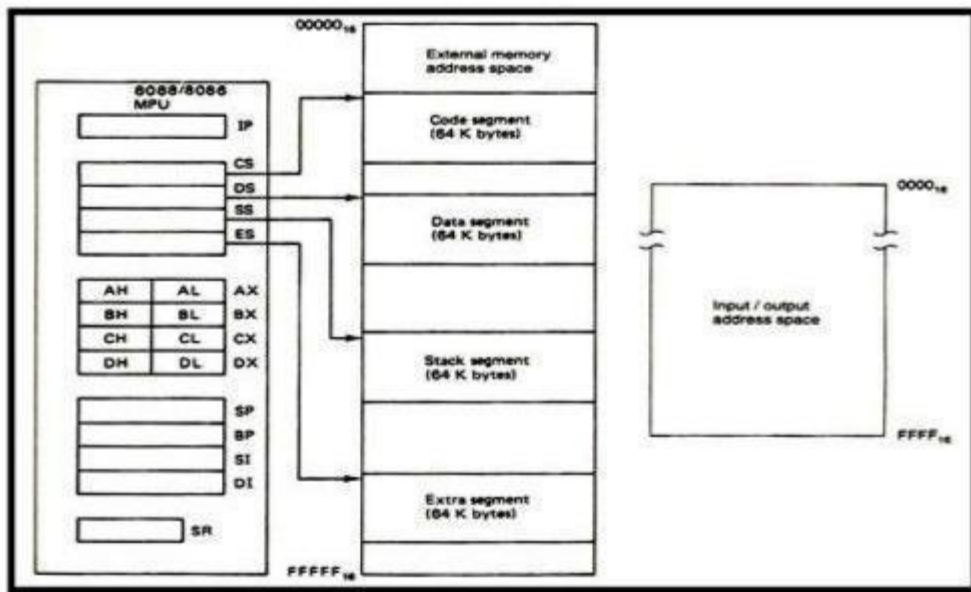 8088/8086
MPU
IP
CS
DS
SS
ES
AH AL AX
BH BL BX
CH CL CX
DH DL DX
SP
BP
SI
DI
SR
00000₁₆
External memory
address space
Code segment
(64 K bytes)
Data segment
(64 K bytes)
Stack segment
(64 K bytes)
Extra segment
(64 K bytes)
FFFFF₁₆
0000₁₆
Input / output
address space
FFFF₁₆